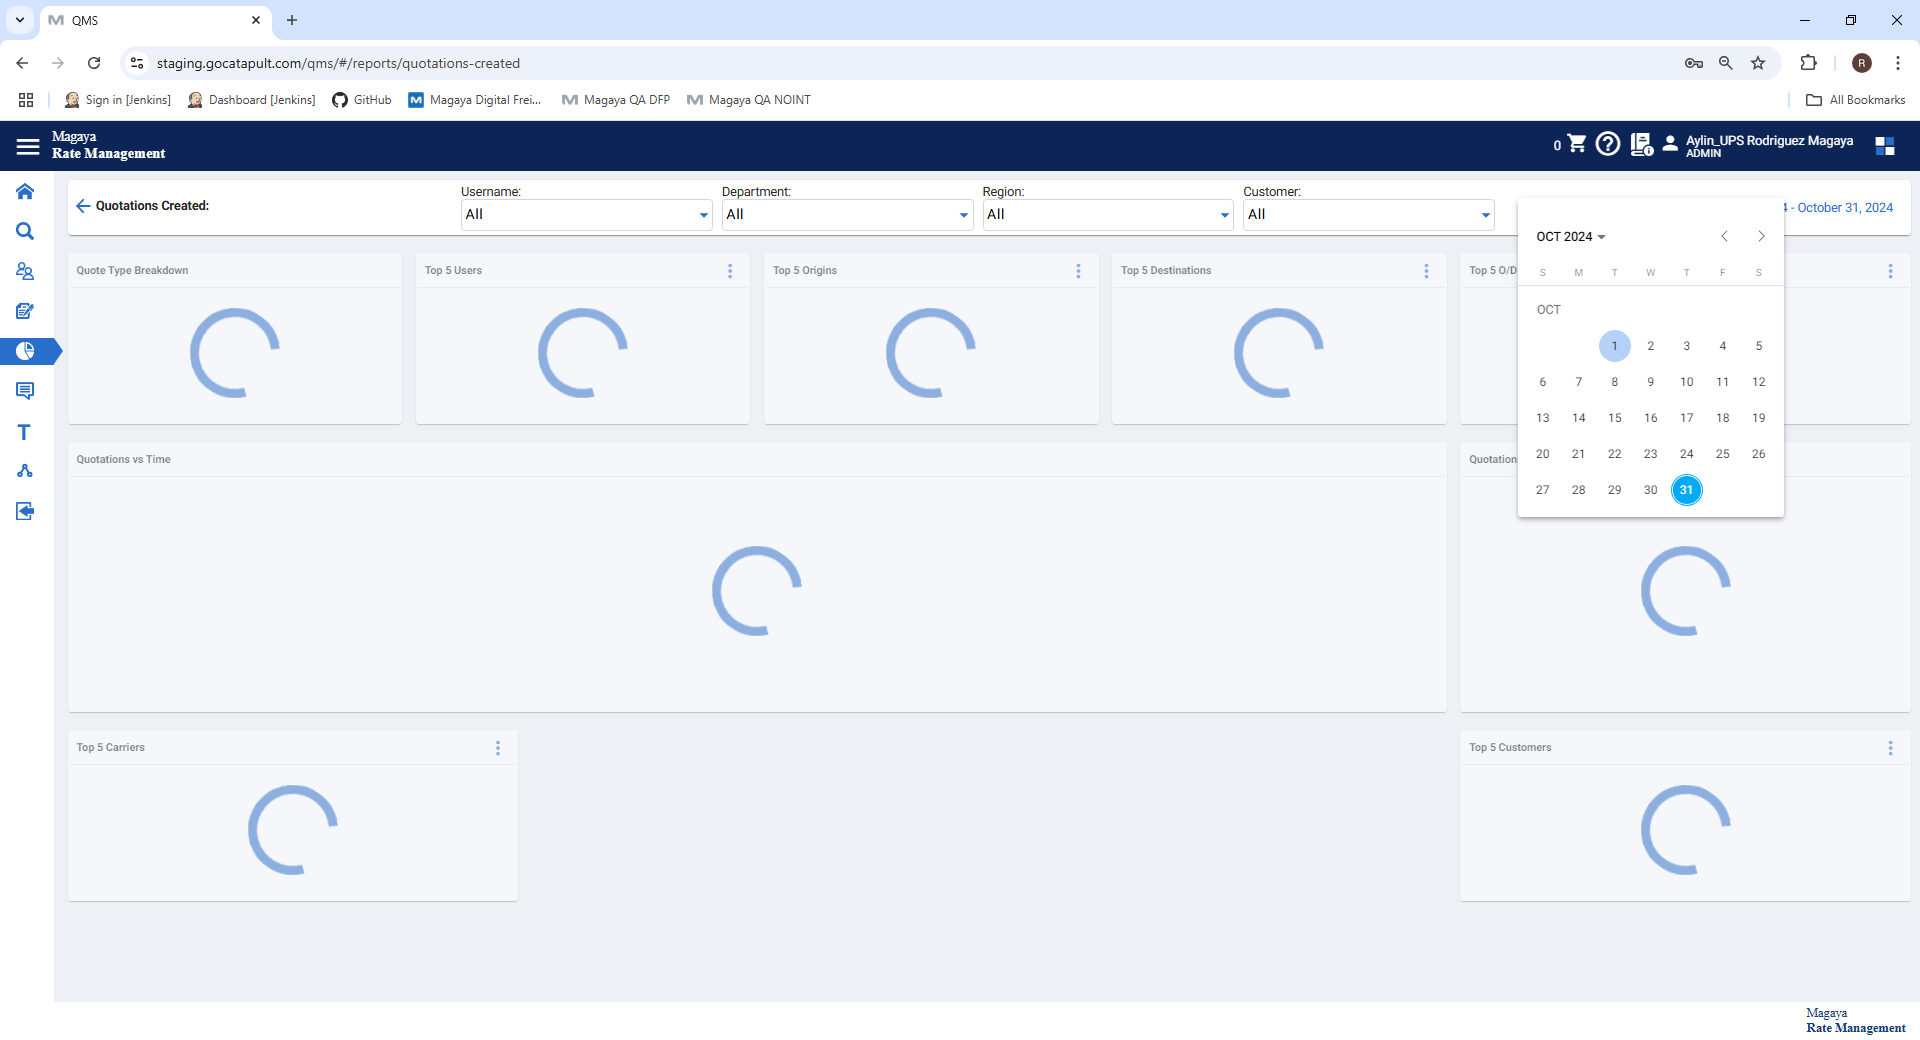 QMS
staging.gocatapult.com/qms/#/reports/quotations-created
R
Sign in [Jenkins]
Dashboard [Jenkins]
GitHub
Magaya Digital Frei...
Magaya QA DFP
Magaya QA NOINT
All Bookmarks
Magaya
Rate Management
0
Aylin_UPS Rodriguez Magaya
ADMIN
Quotations Created:
Username:
All
Department:
All
Region:
All
Customer:
All
4 - October 31, 2024
Quote Type Breakdown
Top 5 Users
Top 5 Origins
Top 5 Destinations
Top 5 O/D
OCT 2024
S M T W T F S
OCT
1 2 3 4 5
6 7 8 9 10 11 12
13 14 15 16 17 18 19
20 21 22 23 24 25 26
27 28 29 30 31
T
Quotations vs Time
Quotations
Top 5 Carriers
Top 5 Customers
Magaya
Rate Management